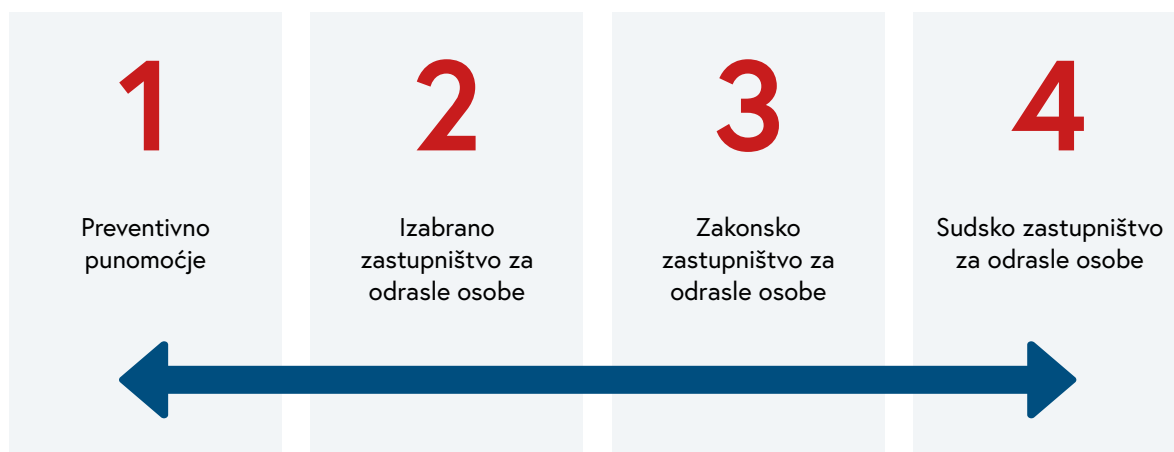 1
Preventivno
punomoćje
2
Izabrano
zastupništvo za
odrasle osobe
3
Zakonsko
zastupništvo za
odrasle osobe
4
Sudsko zastupništvo
za odrasle osobe